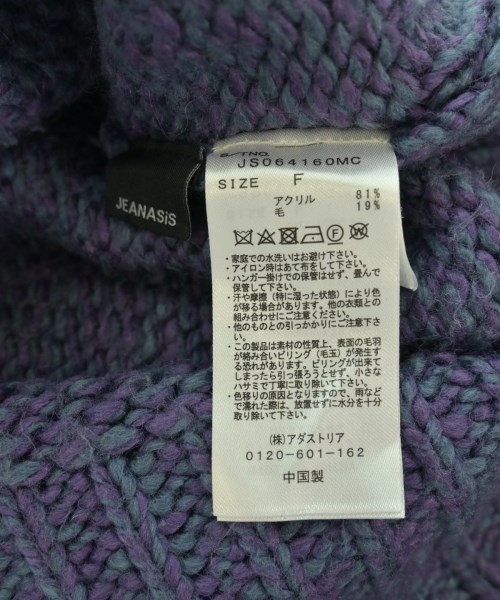 JEANASiS
S/TNO.
JS064160MC
SIZE F
アクリル 81%
毛 19%
・家庭での水洗いはお避け下さい。
・アイロン時はあて布をして下さい。
・ハンガー掛けでの保管はせず、畳んで
保管して下さい。
・汗や摩擦（特に湿った状態）により色
が移る場合があります。他の衣類との
組み合わせにご注意ください。
・他のものとの引っかかりにご注意下さ
い。
・この製品は素材の性質上、表面の毛羽
が絡み合いピリング（毛玉）が発生す
る恐れがあります。ピリングが出来て
しまったら引っ張ろうとせず、小さな
ハサミで丁寧に取り除いて下さい。
・色移りの原因となりますので、雨など
で濡れた際は、放置せずに水分を十分
取り除いて下さい。
(株)アダストリア
0120-601-162
中国製